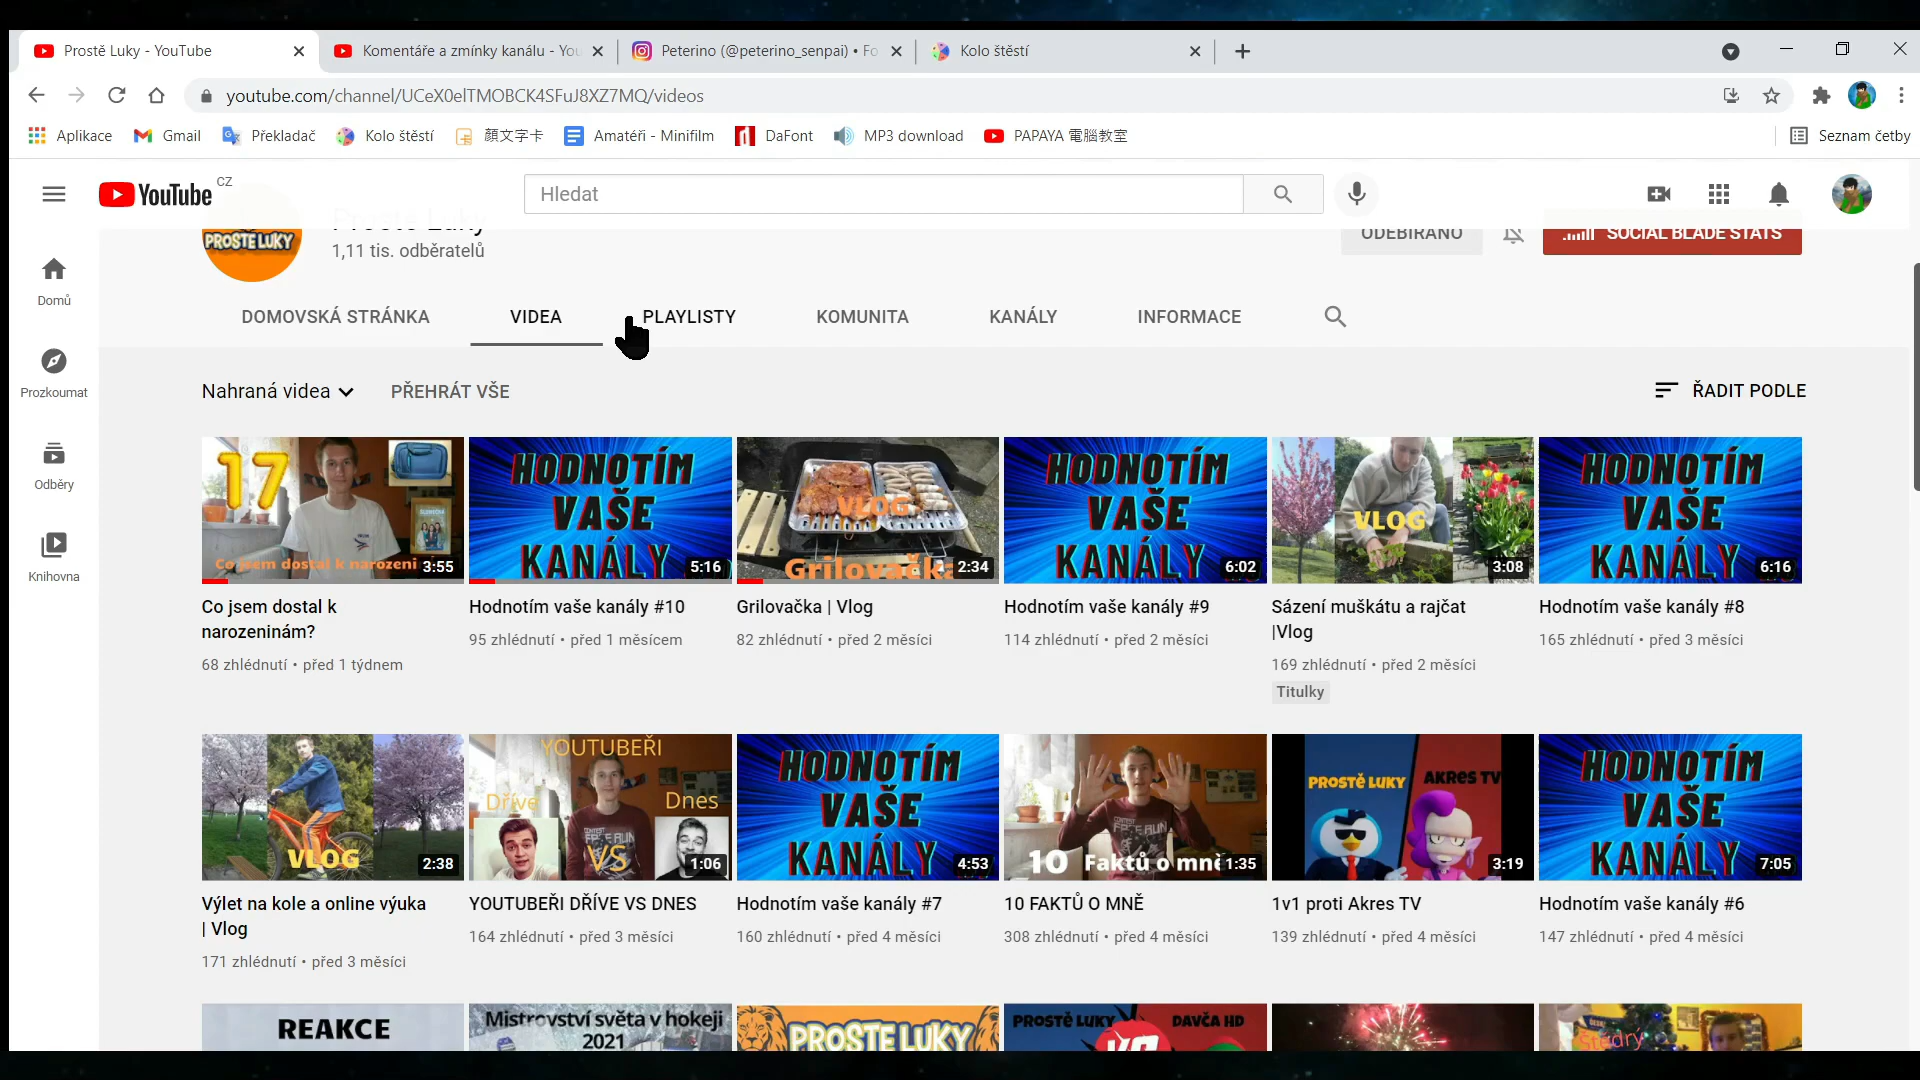 Prostě Luky - YouTube
Komentáře a zmínky kanálu - You
Peterino (@peterino_senpai) • Fo
Kolo štěstí
youtube.com/channel/UCeX0elTMOBCK4SFuJ8XZ7MQ/videos
Aplikace
Gmail
Překladač
Kolo štěstí
顏文字卡
Amatéři - Minifilm
DaFont
MP3 download
PAPAYA 電腦教室
Seznam četby
YouTube CZ
Hledat
PROSTE LUKY
Prostě Luky
1,11 tis. odběratelů
ODEBÍRÁNO
SOCIAL BLADE STATS
Domů
Prozkoumat
Odběry
Knihovna
DOMOVSKÁ STRÁNKA
VIDEA
PLAYLISTY
KOMUNITA
KANÁLY
INFORMACE
Nahraná videa
PŘEHRÁT VŠE
ŘADIT PODLE
17
Co jsem dostal k narozeni
3:55
HODNOTÍM
VAŠE
KANÁLY
5:16
VLOG
Grilovačka
2:34
HODNOTÍM
VAŠE
KANÁLY
6:02
VLOG
3:08
HODNOTÍM
VAŠE
KANÁLY
6:16
Co jsem dostal k
narozeninám?
68 zhlédnutí • před 1 týdnem
Hodnotím vaše kanály #10
95 zhlédnutí • před 1 měsícem
Grilovačka | Vlog
82 zhlédnutí • před 2 měsíci
Hodnotím vaše kanály #9
114 zhlédnutí • před 2 měsíci
Sázení muškátu a rajčat
|Vlog
169 zhlédnutí • před 2 měsíci
Titulky
Hodnotím vaše kanály #8
165 zhlédnutí • před 3 měsíci
VLOG
2:38
YOUTUBEŘI
Dříve
Dnes
VS
1:06
HODNOTÍM
VAŠE
KANÁLY
4:53
10 Faktů o mně
1:35
PROSTĚ LUKY
AKRES TV
3:19
HODNOTÍM
VAŠE
KANÁLY
7:05
Výlet na kole a online výuka
| Vlog
171 zhlédnutí • před 3 měsíci
YOUTUBEŘI DŘÍVE VS DNES
164 zhlédnutí • před 3 měsíci
Hodnotím vaše kanály #7
160 zhlédnutí • před 4 měsíci
10 FAKTŮ O MNĚ
308 zhlédnutí • před 4 měsíci
1v1 proti Akres TV
139 zhlédnutí • před 4 měsíci
Hodnotím vaše kanály #6
147 zhlédnutí • před 4 měsíci
REAKCE
Mistrovství světa v hokeji
2021
PROSTE LUKY
PROSTĚ LUKY
DAVČA HD
Štědrý